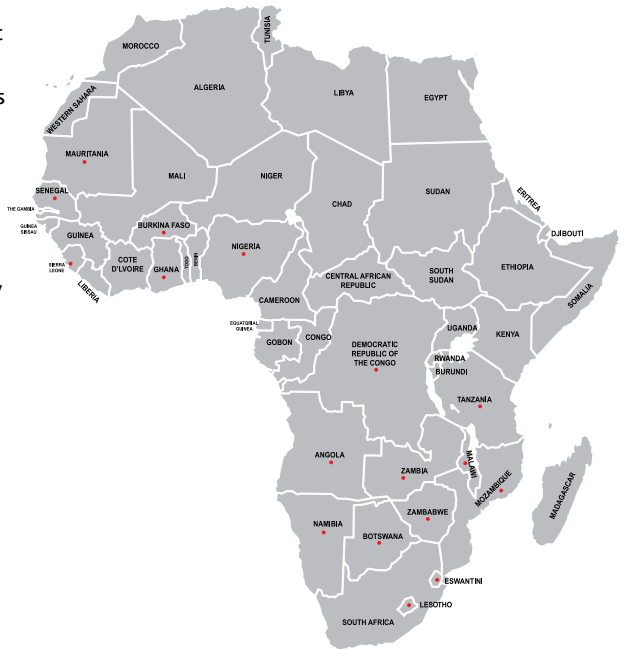 TUNISIA
MOROCCO
ALGERIA
LIBYA
EGYPT
WESTERN SAHARA
MAURITANIA
MALI
NIGER
CHAD
SUDAN
ERITREA
SENEGAL
THE GAMBIA
GUINEA
SISSAU
GUINEA
BURKINA FASO
DJIBOUTI
SIERRA
LEONE
LIBERIA
COTE
D'LVOIRE
GHANA
TOGO
BENIN
NIGERIA
CENTRAL AFRICAN
REPUBLIC
SOUTH
SUDAN
ETHIOPIA
SOMALIA
CAMEROON
EQUATORIAL
GUINEA
GOBON
CONGO
DEMOCRATIC
REPUBLIC OF
THE CONGO
UGANDA
KENYA
RWANDA
BURUNDI
TANZANIA
ANGOLA
ZAMBIA
MALAWI
MOZAMBIQUE
MADAGASCAR
NAMIBIA
BOTSWANA
ZAMBABWE
ESWANTINI
LESOTHO
SOUTH AFRICA